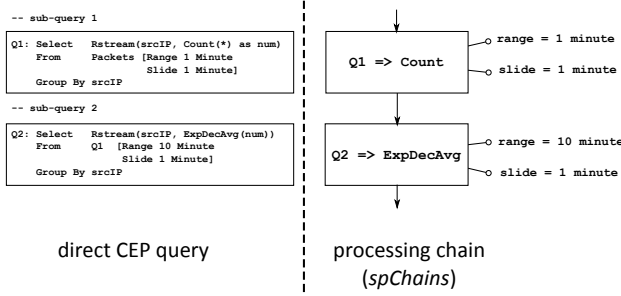 -- sub-query 1
Q1: Select Rstream(srcIP, Count(*) as num)
From Packets [Range 1 Minute
Slide 1 Minute]
Group By srcIP
-- sub-query 2
Q2: Select Rstream(srcIP, ExpDecAvg(num))
From Q1 [Range 10 Minute
Slide 1 Minute]
Group By srcIP
direct CEP query
Q1 => Count
range = 1 minute
slide = 1 minute
Q2 => ExpDecAvg
range = 10 minute
slide = 1 minute
processing chain
(spChains)